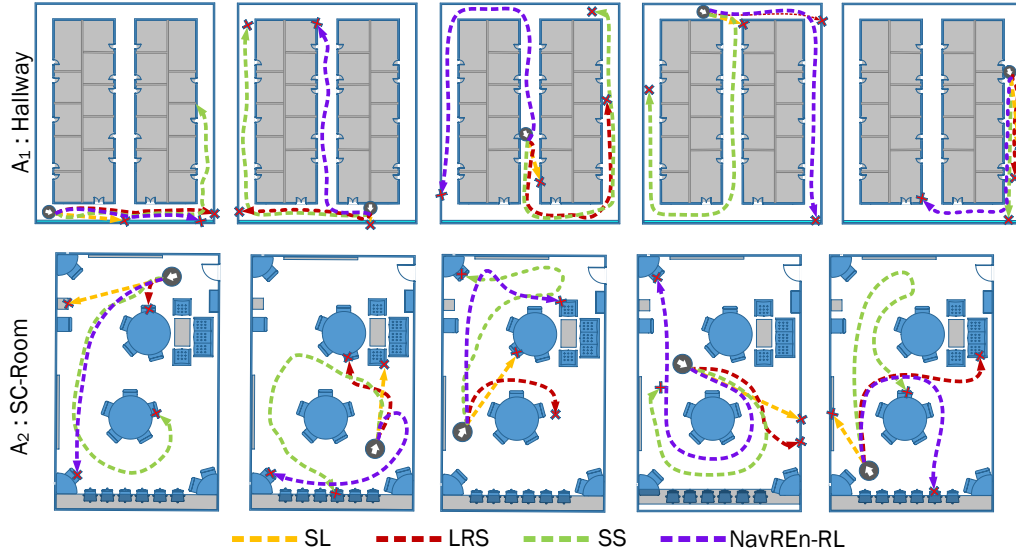 A₁ : Hallway
A₂ : SC-Room
SL LRS SS NavREn-RL